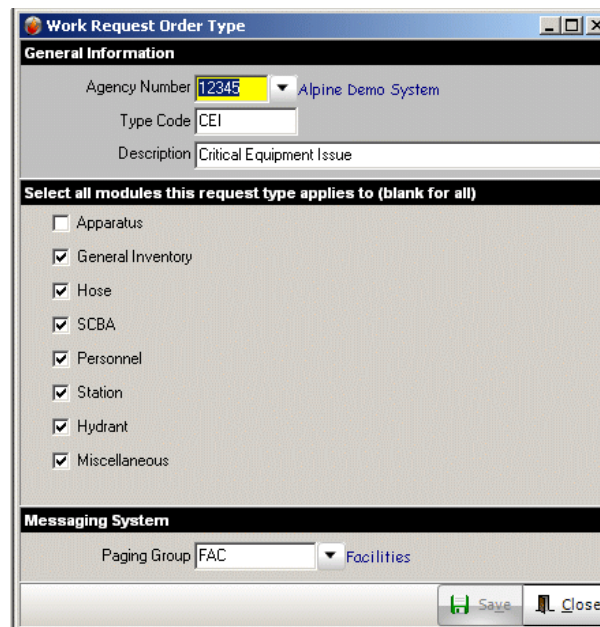 Work Request Order Type
General Information
Agency Number 12345 Alpine Demo System
Type Code CEI
Description Critical Equipment Issue
Select all modules this request type applies to (blank for all)
Apparatus
General Inventory
Hose
SCBA
Personnel
Station
Hydrant
Miscellaneous
Messaging System
Paging Group FAC Facilities
Save Close